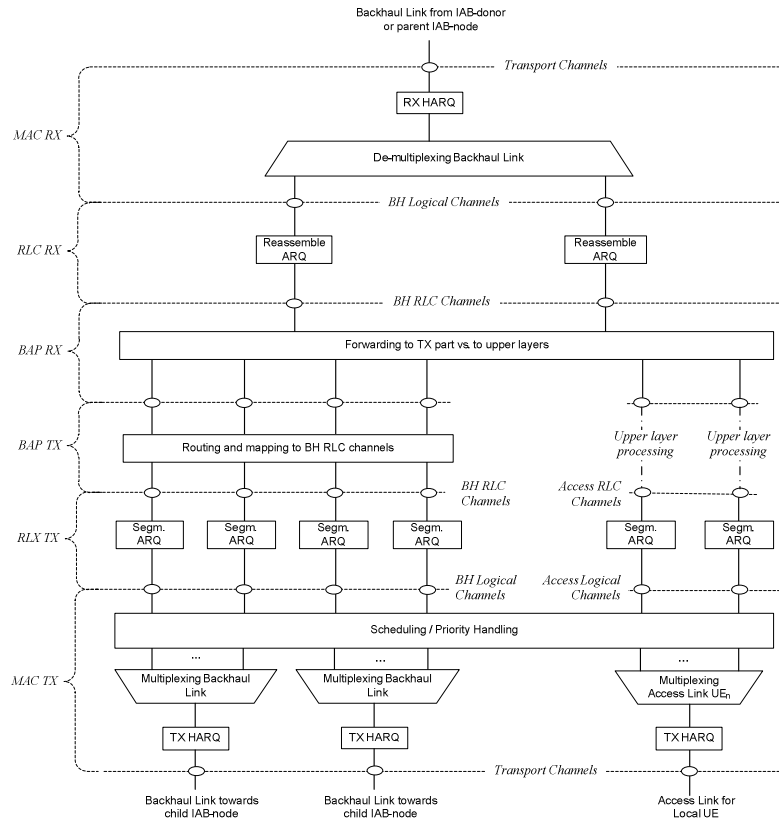 Backhaul Link from IAB-donor
or parent IAB-node
Transport Channels
RX HARQ
MAC RX
De-multiplexing Backhaul Link
BH Logical Channels
Reassemble
ARQ
Reassemble
ARQ
RLC RX
BH RLC Channels
Forwarding to TX part vs. to upper layers
BAP RX
BAP TX
Routing and mapping to BH RLC channels
Upper layer
processing
Upper layer
processing
BH RLC
Channels
Access RLC
Channels
RLX TX
Segm.
ARQ
Segm.
ARQ
Segm.
ARQ
Segm.
ARQ
Segm.
ARQ
Segm.
ARQ
BH Logical
Channels
Access Logical
Channels
Scheduling / Priority Handling
...
...
...
MAC TX
Multiplexing Backhaul
Link
Multiplexing Backhaul
Link
Multiplexing
Access Link UEn
TX HARQ
TX HARQ
TX HARQ
Transport Channels
Backhaul Link towards
child IAB-node
Backhaul Link towards
child IAB-node
Access Link for
Local UE